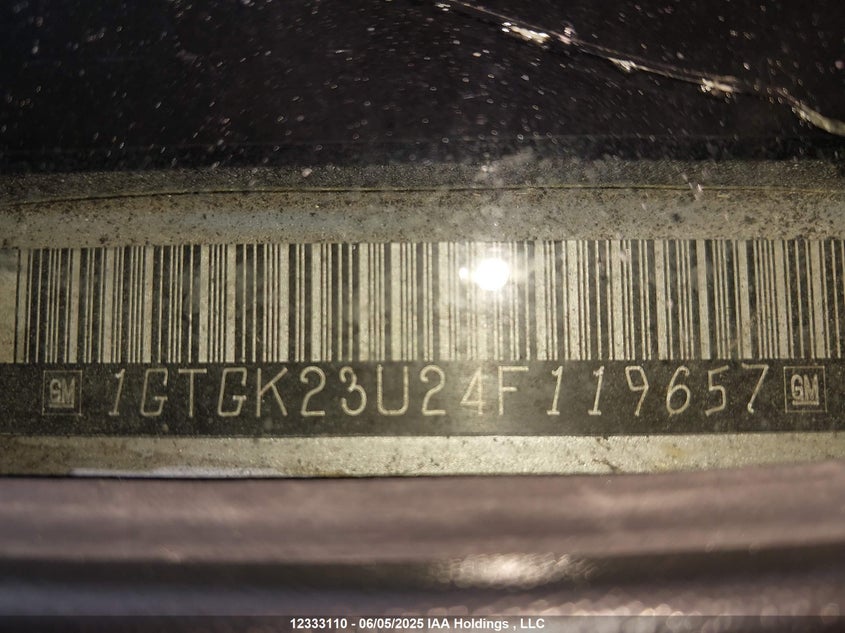 GM 1GTGK23U24F119657 GM
12333110 - 06/05/2025 IAA Holdings , LLC